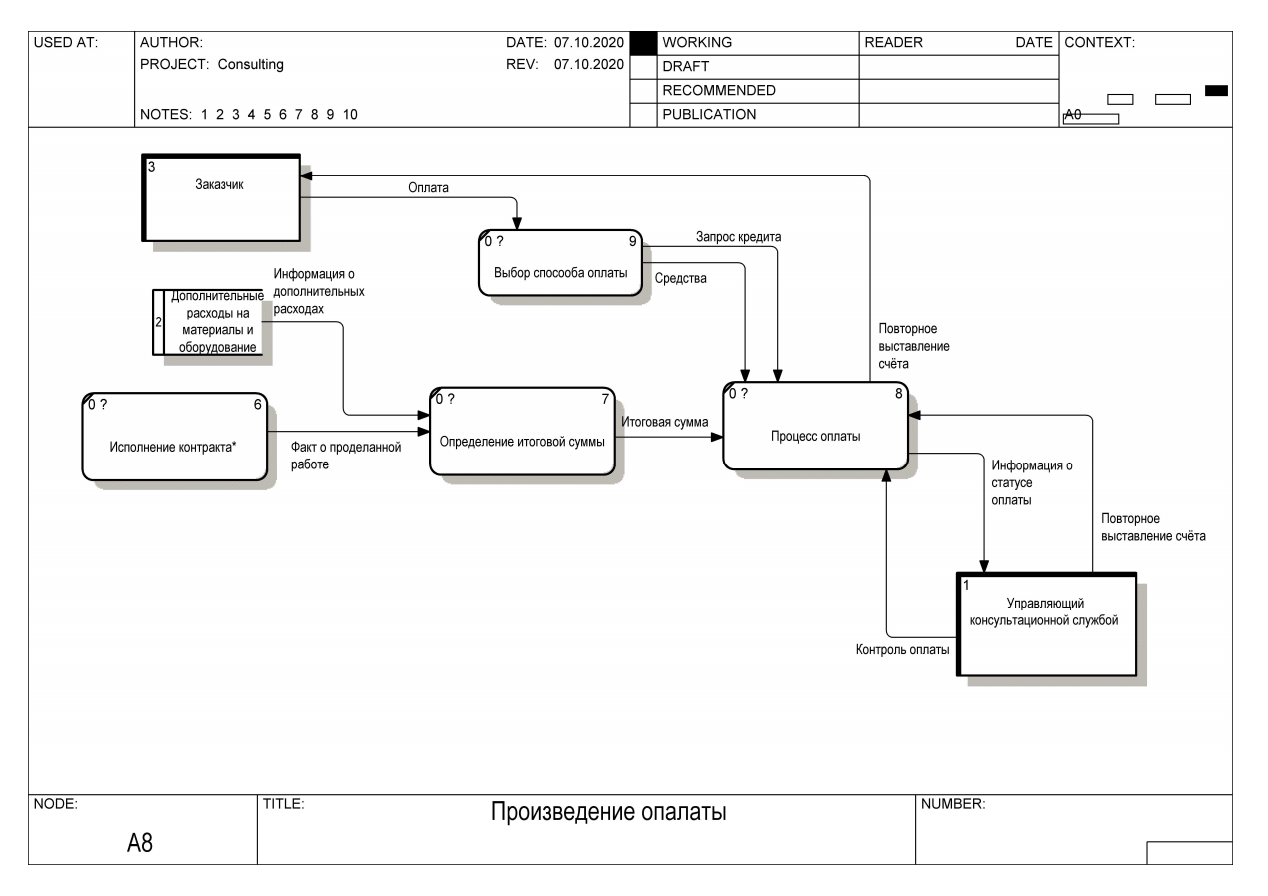 USED AT:
AUTHOR:
DATE: 07.10.2020
WORKING
READER
DATE
CONTEXT:
PROJECT: Consulting
REV: 07.10.2020
DRAFT
RECOMMENDED
NOTES: 1 2 3 4 5 6 7 8 9 10
PUBLICATION
A0
3
Заказчик
Оплата
0 ?
9
Выбор способа оплаты
Запрос кредита
Средства
Информация о
дополнительных
расходах
2
Дополнительные
расходы на
материалы и
оборудование
Повторное
выставление
счёта
0 ?
6
Исполнение контракта*
Факт о проделанной
работе
0 ?
7
Определение итоговой суммы
Итоговая сумма
0 ?
8
Процесс оплаты
Информация о
статусе
оплаты
Повторное
выставление счёта
1
Управляющий
консультационной службой
Контроль оплаты
NODE:
A8
TITLE:
Произведение опалаты
NUMBER: